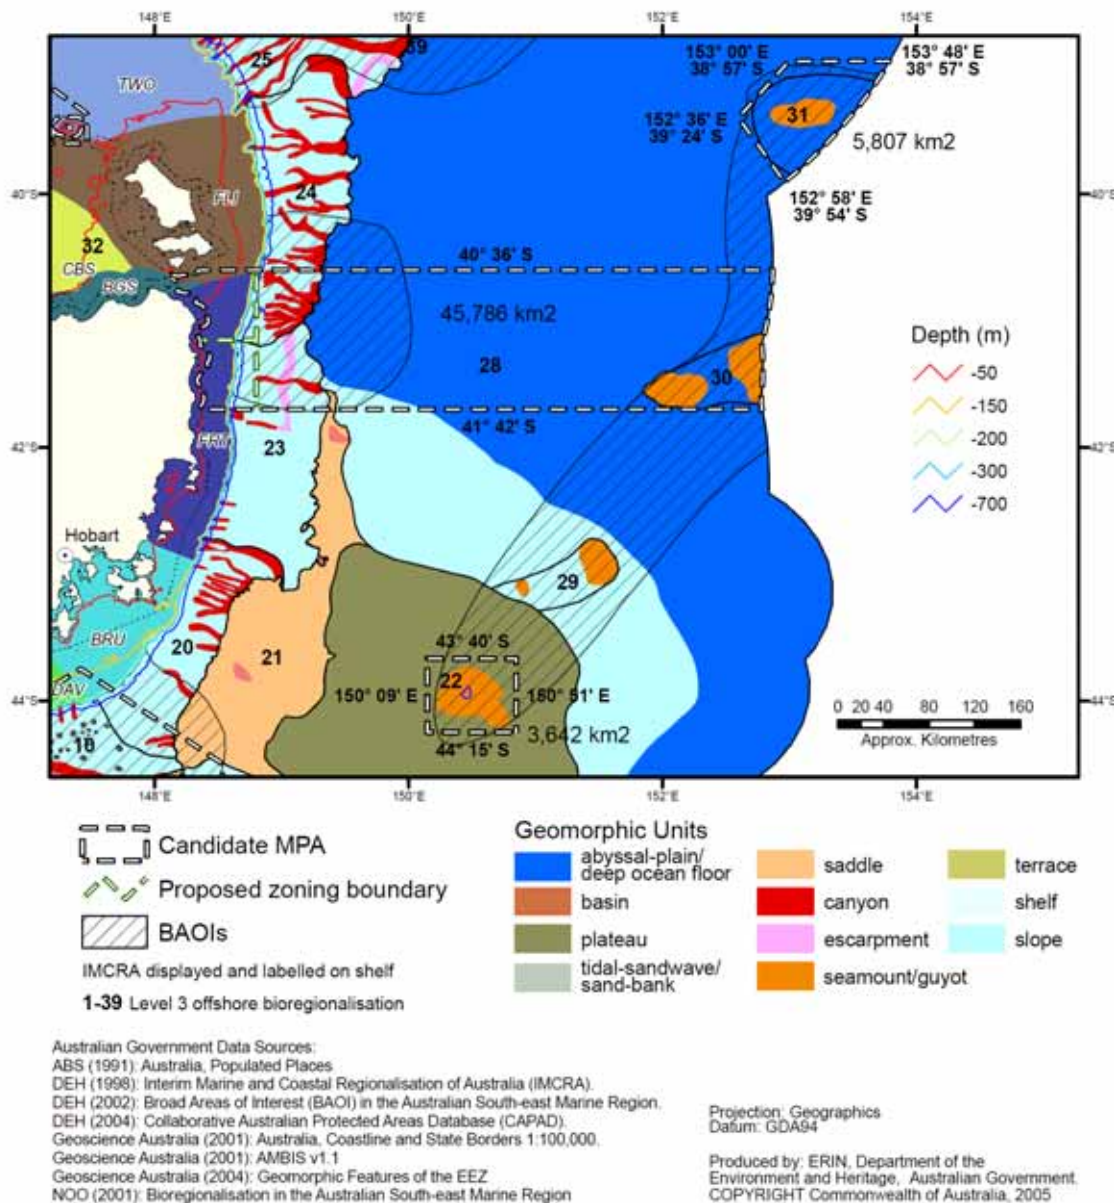 148°E
150°E
152°E
154°E
39
25
153° 00' E
38° 57' S
153° 48' E
38° 57' S
TWO
152° 36' E
39° 24' S
31
5,807 km2
40°S
40°S
24
FLI
152° 58' E
39° 54' S
32
CBS
BGS
40° 36' S
45,786 km2
28
Depth (m)
-50
-150
-200
-300
-700
30
41° 42' S
42°S
42°S
23
FRT
Hobart
29
BRU
20
21
43° 40' S
DAV
22
150° 09' E
150° 51' E
44°S
44°S
44° 15' S
3,642 km2
0 20 40 80 120 160
Approx. Kilometres
148°E
150°E
152°E
154°E
Candidate MPA
Proposed zoning boundary
BAOIs
IMCRA displayed and labelled on shelf
1-39 Level 3 offshore bioregionalisation
Geomorphic Units
abyssal-plain/
deep ocean floor
basin
plateau
tidal-sandwave/
sand-bank
saddle
canyon
escarpment
seamount/guyot
terrace
shelf
slope
Australian Government Data Sources:
ABS (1991): Australia, Populated Places
DEH (1998): Interim Marine and Coastal Regionalisation of Australia (IMCRA).
DEH (2002): Broad Areas of Interest (BAOI) in the Australian South-east Marine Region.
DEH (2004): Collaborative Australian Protected Areas Database (CAPAD).
Geoscience Australia (2001): Australia, Coastline and State Borders 1:100,000.
Geoscience Australia (2001): AMBIS v1.1
Geoscience Australia (2004): Geomorphic Features of the EEZ
NOO (2001): Bioregionalisation in the Australian South-east Marine Region
Projection: Geographics
Datum: GDA94
Produced by: ERIN, Department of the
Environment and Heritage, Australian Government.
COPYRIGHT Commonwealth of Australia, 2005